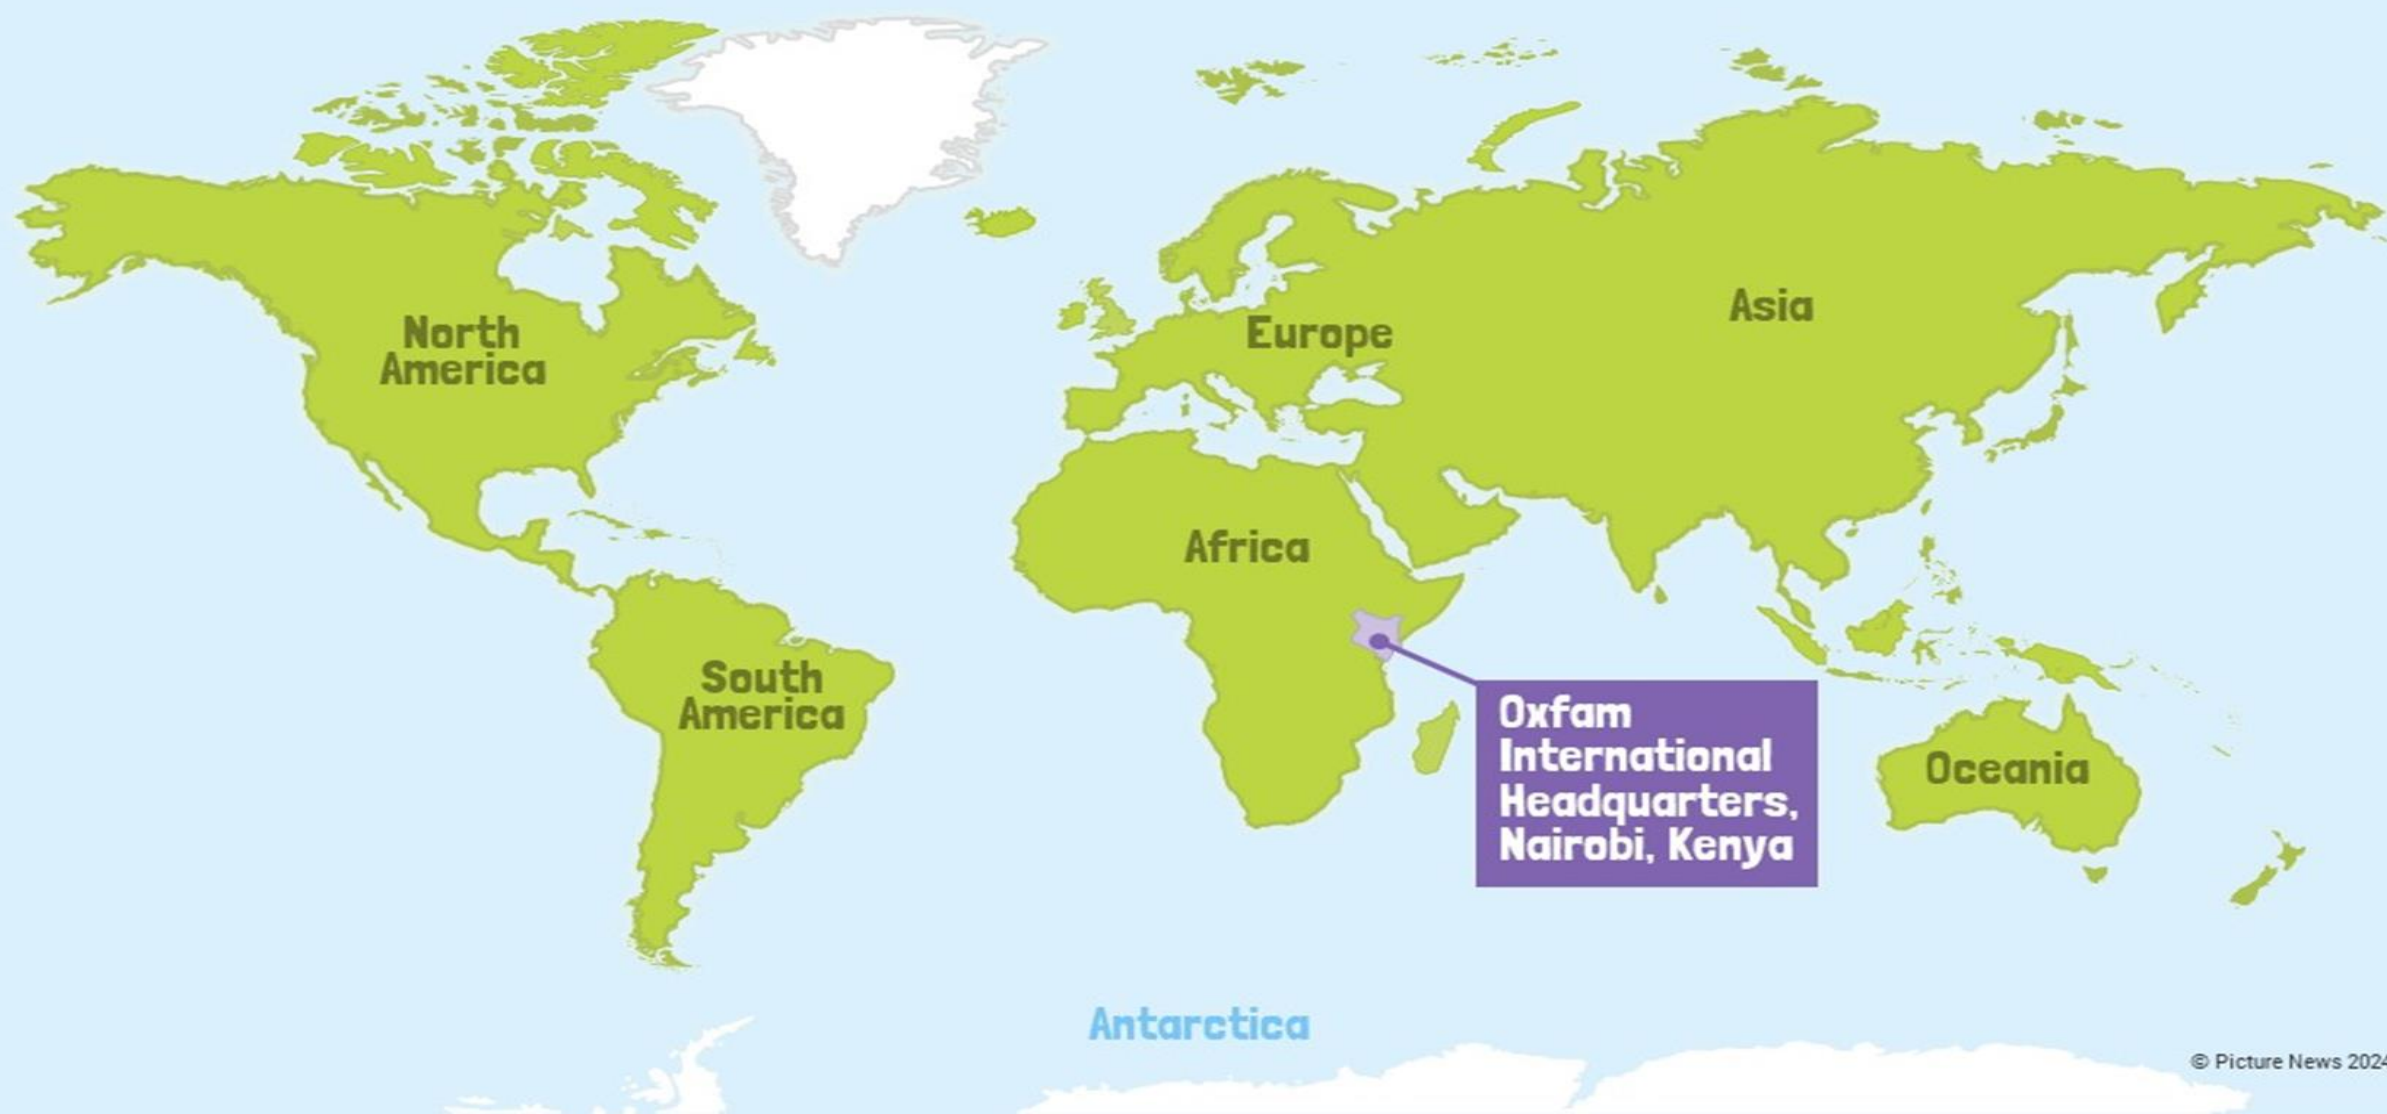 North
America
Europe
Asia
Africa
South
America
Oxfam
International
Headquarters,
Nairobi, Kenya
Oceania
Antarctica
© Picture News 2024